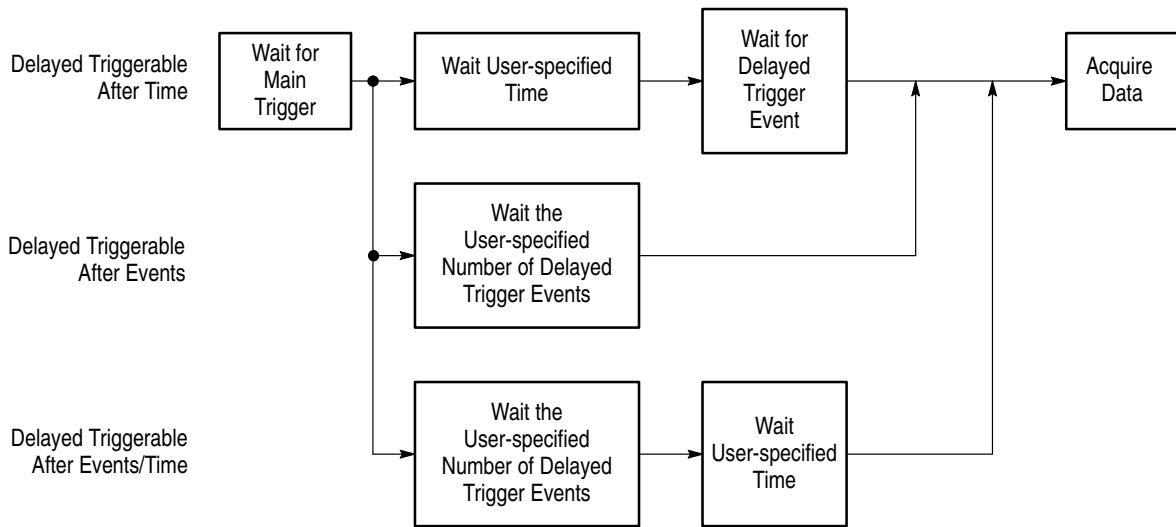 Delayed Triggerable
After Time
Wait for
Main
Trigger
Wait User-specified
Time
Wait for
Delayed
Trigger
Event
Acquire
Data
Delayed Triggerable
After Events
Wait the
User-specified
Number of Delayed
Trigger Events
Delayed Triggerable
After Events/Time
Wait the
User-specified
Number of Delayed
Trigger Events
Wait
User-specified
Time